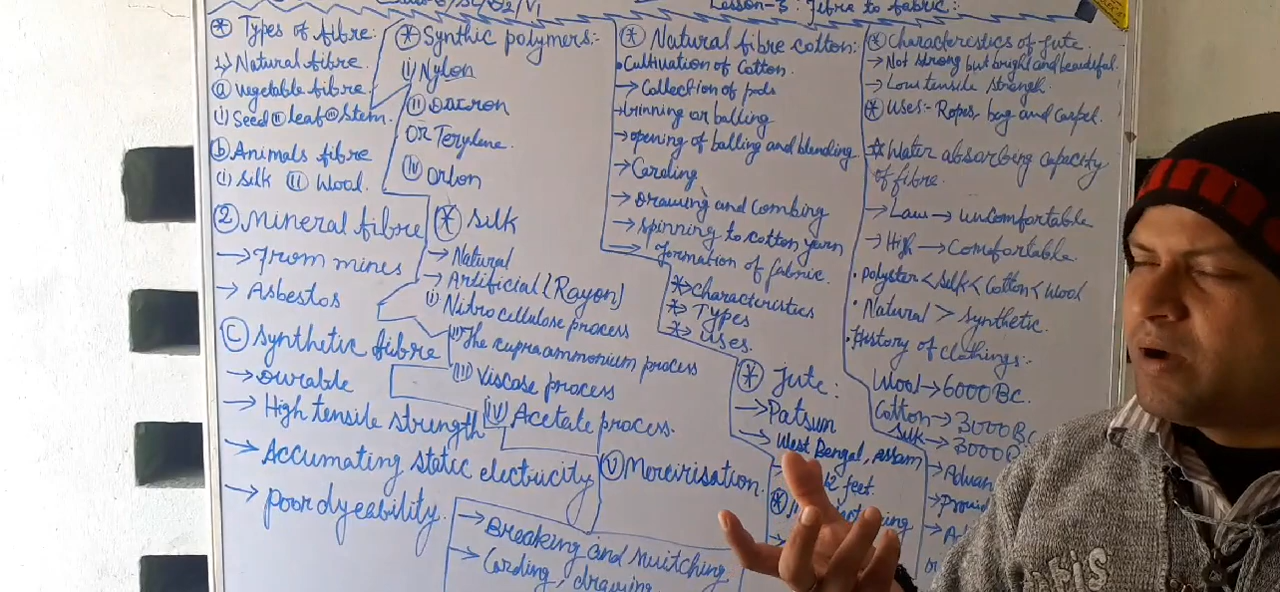 Lesson-3: Fibre to fabric:
* Types of fibre:
1) Natural fibre
a vegetable fibre
(i) Seed (ii) leaf (iii) Stem.
b Animals fibre
(i) Silk (ii) Wool.
2 Mineral fibre
→ From mines
→ Asbestos
C Synthetic fibre
→ Durable
→ High tensile strength
→ Accumating static electricity
→ Poor dyeability.
* Synthic polymers:-
(i) Nylon
(ii) Dacron
OR Terylene.
(iv) Orlon
* Silk
→ Natural
→ Artificial (Rayon)
(i) Nitro cellulose process
(ii) The cupraammonium process
(iii) Viscase process
(iv) Acetate process.
(v) Mercirisation.
→ Breaking and
→ Carding, drawing
* Natural fibre cotton:
• Cultivation of Cotton.
→ Collection of pods
→ or balling
→ opening of balling and blending
→ Carding
→ Drawing and Combing
→ Spinning to cotton yarn
→ Formation of fabric.
* Characteristics
* Types
* Uses.
* Jute:
→ Patsun
→ West Bengal, Assam
feet.
* Characteristics of Jute.
→ Not strong but bright and beautiful.
→ Low tensile strength.
* Uses:- Ropes, bag and carpet.
* Water absorbing capacity
of fibre.
→ Law → uncomfortable
→ High → Comofortable.
• Polyster < Silk < Cotton < Wool
• Natural > Synthetic.
• History of clothings:-
Wool → 6000 BC.
Cotton → 3000 BC
Silk → 3000 B